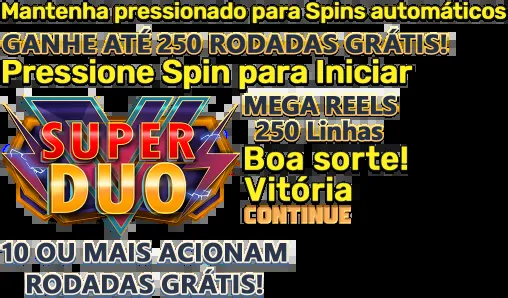 Mantenha pressionado para Spins automáticos
GANHE ATÉ 250 RODADAS GRÁTIS!
Pressione Spin para Iniciar
SUPER
DUO
MEGA REELS
250 Linhas
Boa sorte!
Vitória
CONTINUE
10 OU MAIS ACIONAM
RODADAS GRÁTIS!